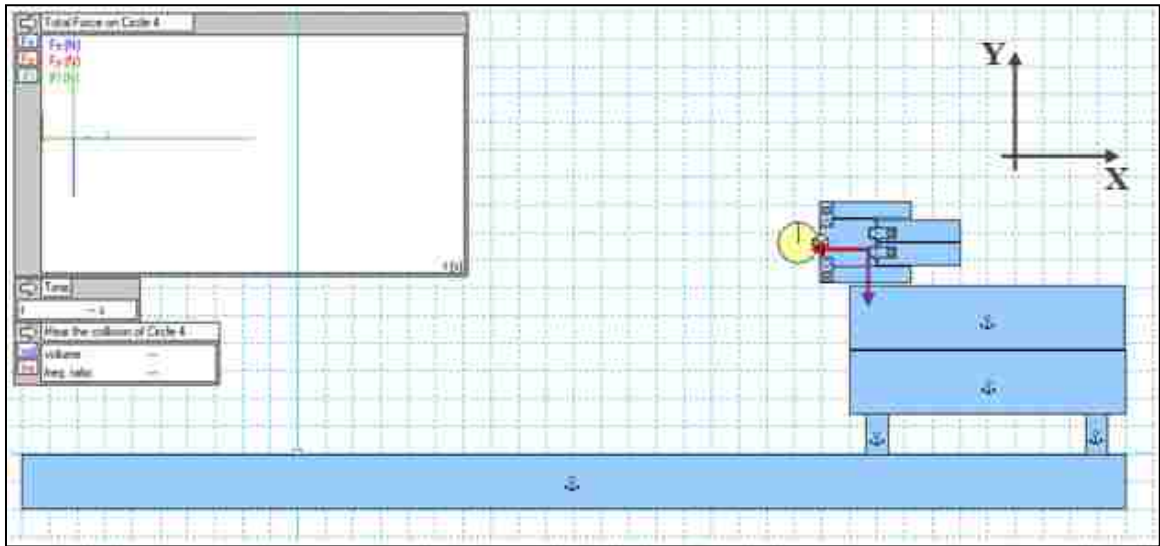 Total Force on Circle 4
Fx (N)
Fy (N)
|F| (N)
t (s)
Time
t --- s
Hear the collision of Circle 4
volume ---
freq. ratio ---
Y
X